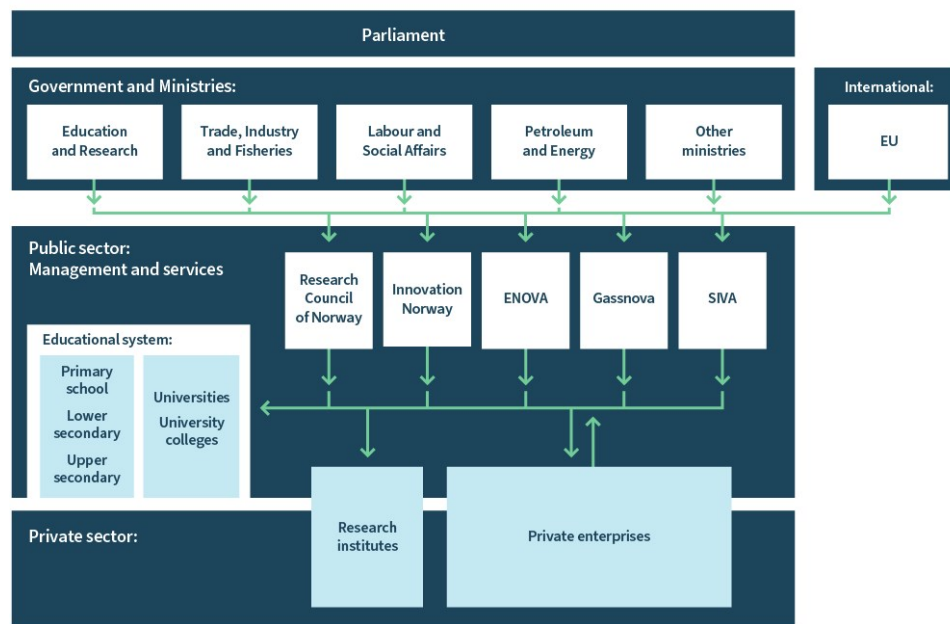 Parliament
Government and Ministries:
Education
and Research
Trade, Industry
and Fisheries
Labour and
Social Affairs
Petroleum
and Energy
Other
ministries
International:
EU
Public sector:
Management and services
Research
Council
of Norway
Innovation
Norway
ENOVA
Gassnova
SIVA
Educational system:
Primary
school
Lower
secondary
Upper
secondary
Universities
University
colleges
Private sector:
Research
institutes
Private enterprises